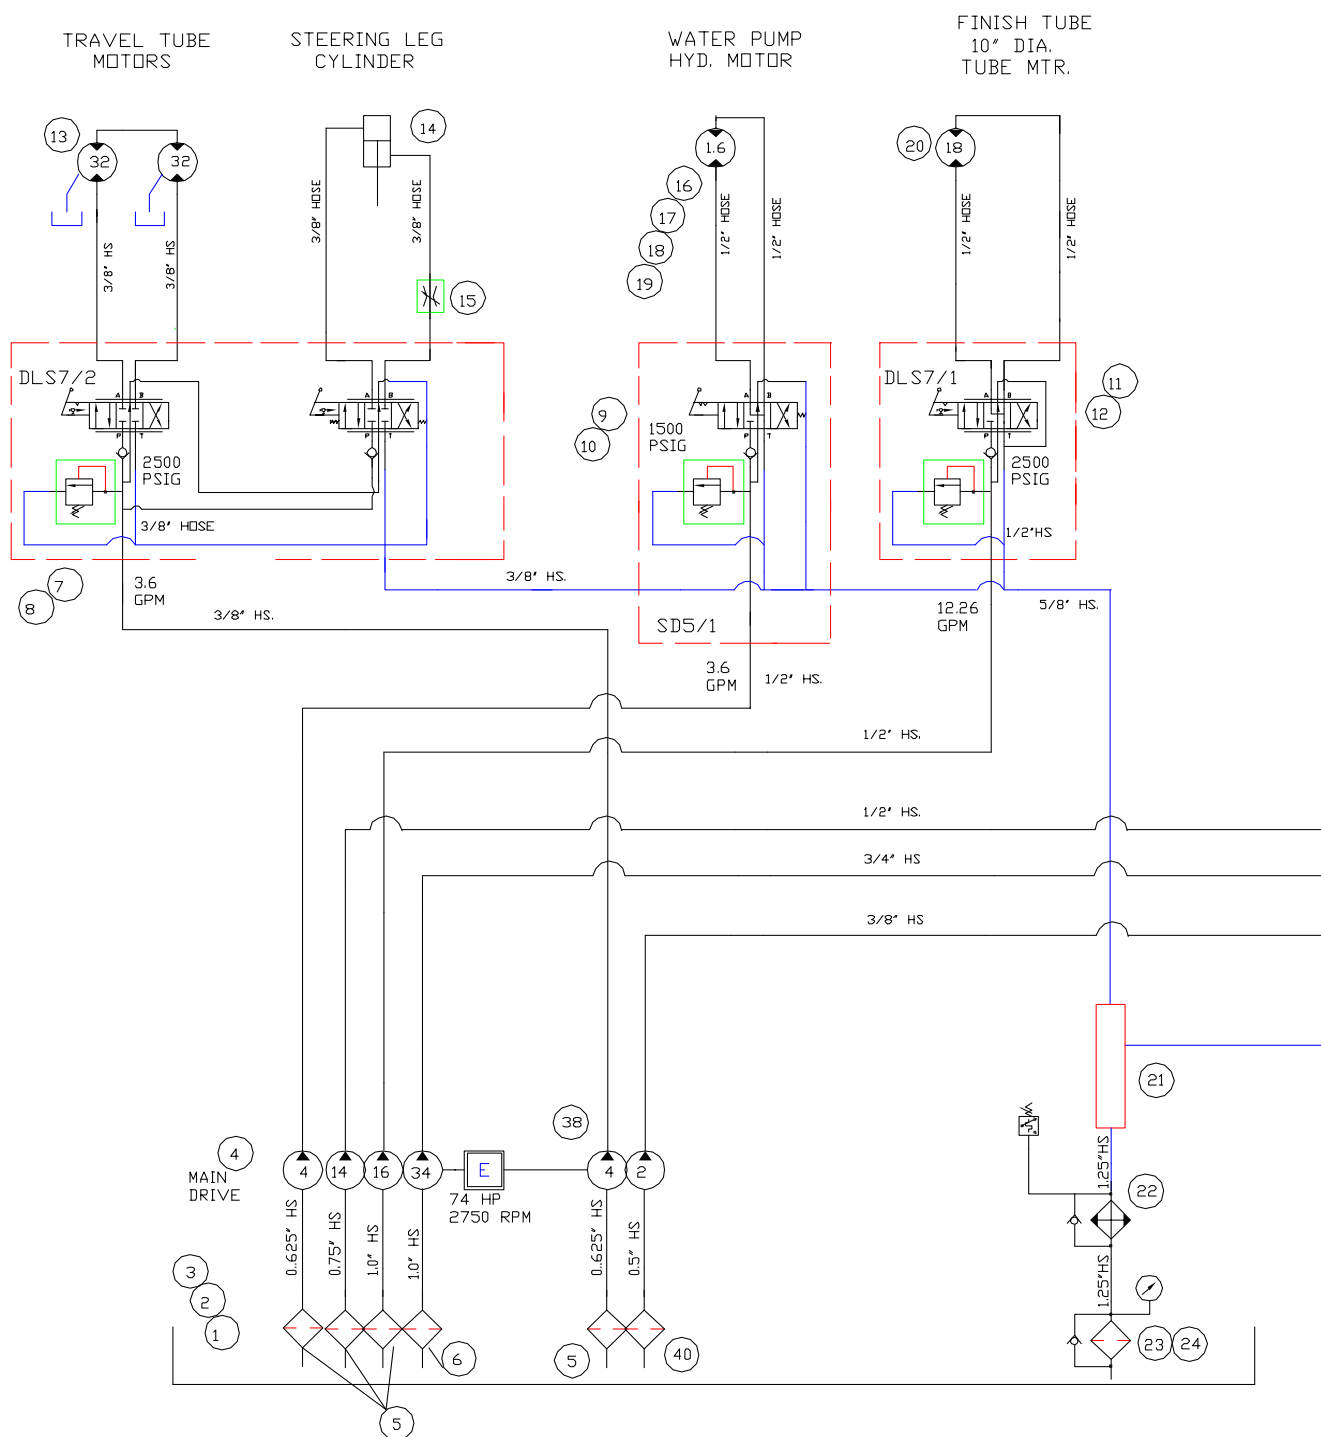 TRAVEL TUBE
MOTORS
STEERING LEG
CYLINDER
WATER PUMP
HYD. MOTOR
FINISH TUBE
10" DIA.
TUBE MTR.
13
32
32
14
1.6
20
18
16
17
18
19
15
3/8" HS
3/8" HS
3/8" HOSE
3/8" HOSE
1/2" HOSE
1/2" HOSE
1/2" HOSE
1/2" HOSE
DLS7/2
A B
P T
2500
PSIG
3/8" HOSE
A B
P T
9
10
1500
PSIG
A B
P T
DLS7/1
A B
P T
2500
PSIG
1/2"HS
11
12
7
8
3.6
GPM
3/8" HS.
3/8" HS.
SD5/1
3.6
GPM
1/2" HS.
12.26
GPM
5/8" HS.
1/2" HS.
1/2" HS.
3/4" HS
3/8" HS
21
38
4
MAIN
DRIVE
4
14
16
34
E
74 HP
2750 RPM
4
2
0.625" HS
0.75" HS
1.0" HS
1.0" HS
0.625" HS
0.5" HS
1.25"HS
22
1.25"HS
3
2
1
6
5
40
23
24
5